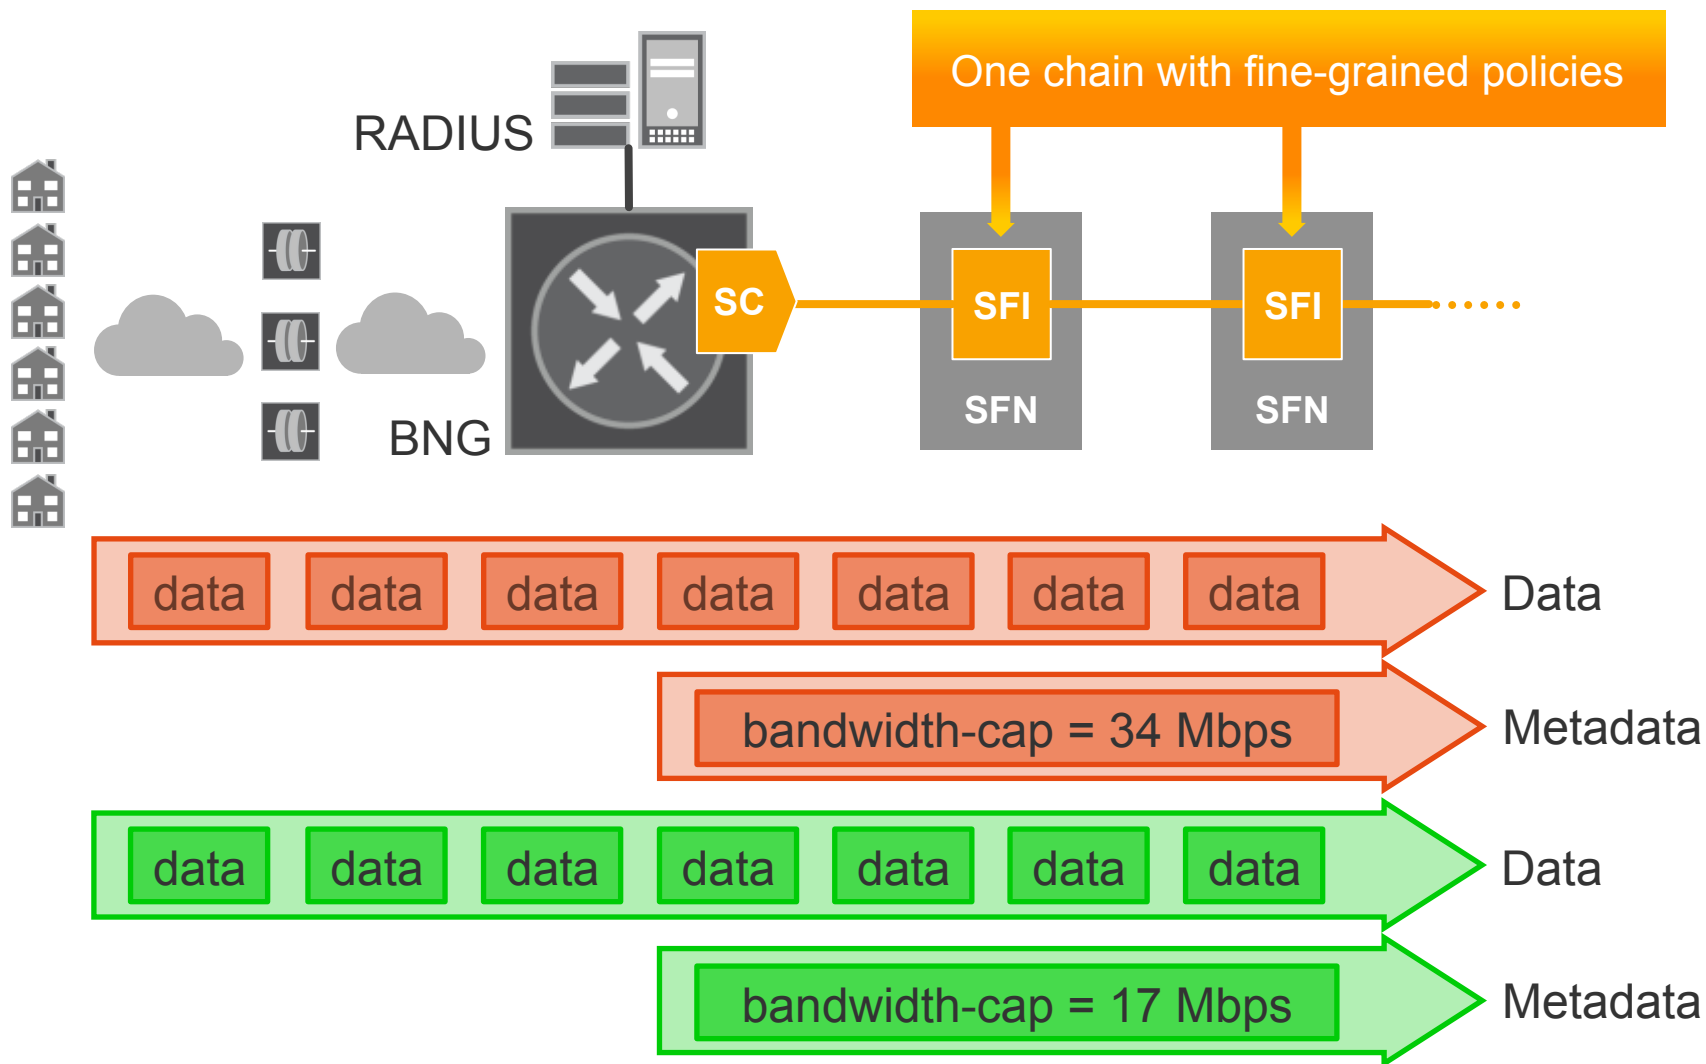 One chain with fine-grained policies
RADIUS
SC
SFI
SFI
SFN
SFN
BNG
data data data data data data data
Data
bandwidth-cap = 34 Mbps
Metadata
data data data data data data data
Data
bandwidth-cap = 17 Mbps
Metadata